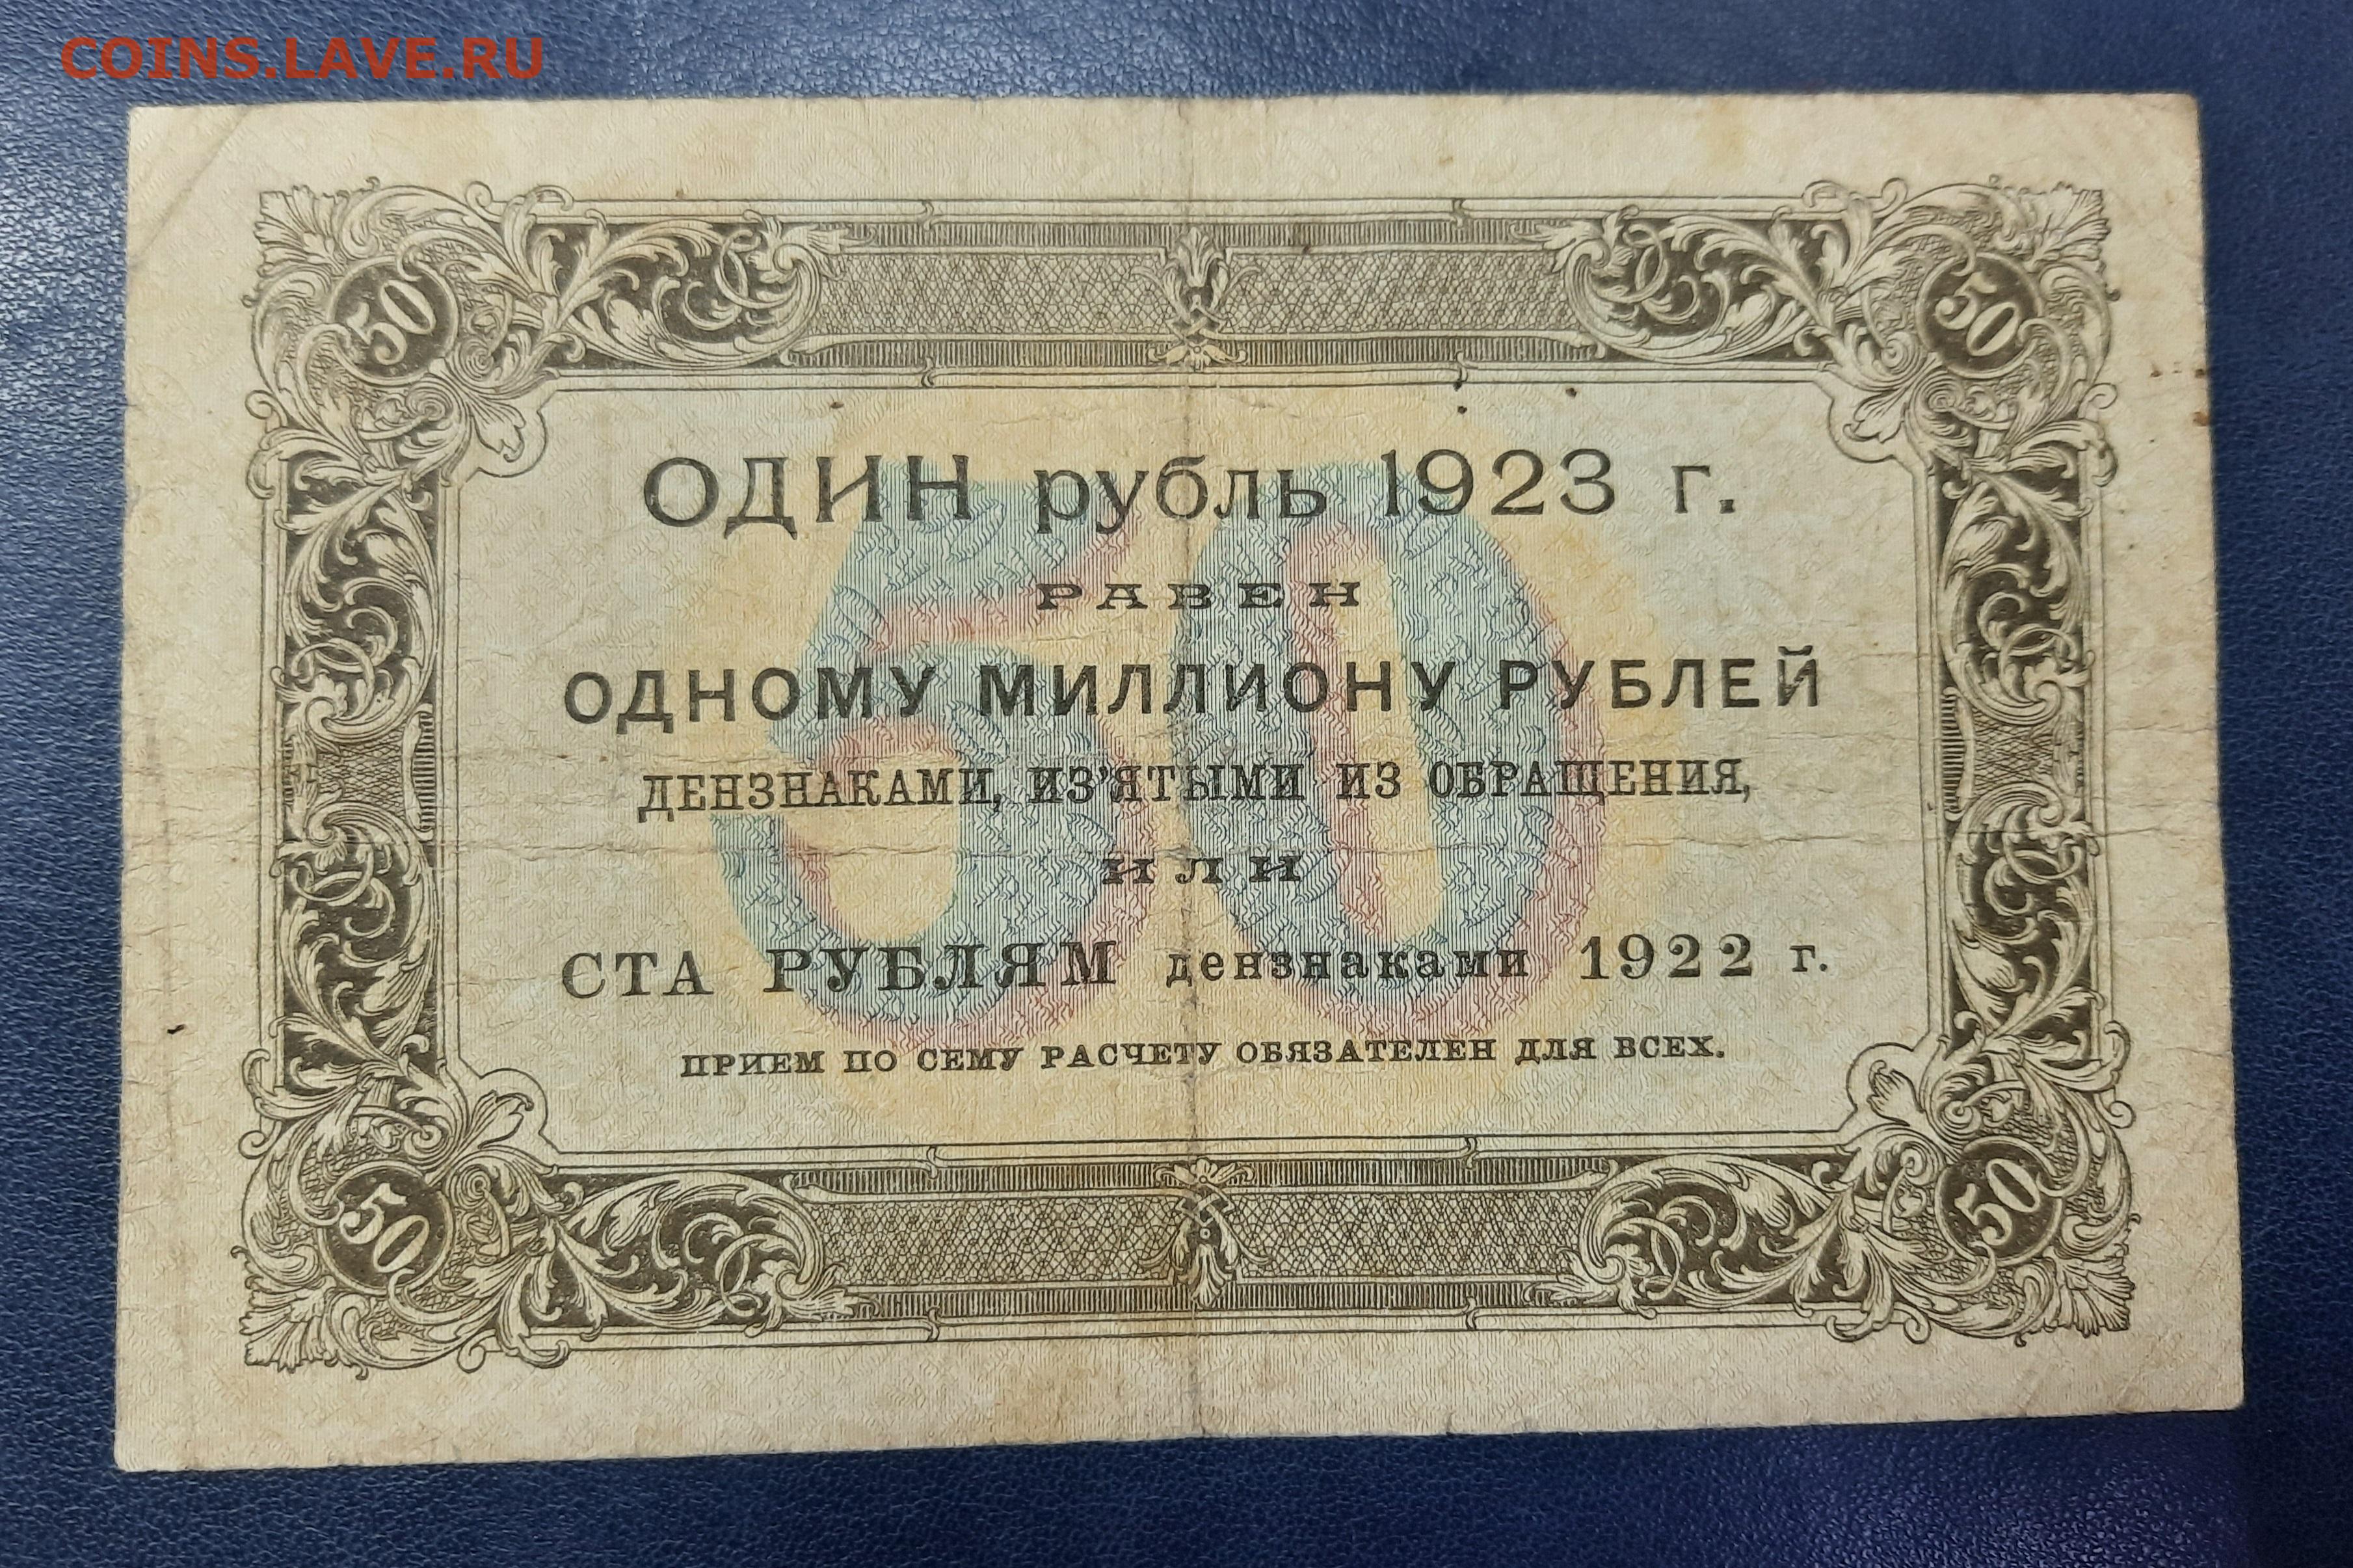 COINS.LAVE.RU
50 50
ОДИН рубль 1923 г.
РАВЕН
ОДНОМУ МИЛЛИОНУ РУБЛЕЙ
ДЕНЗНАКАМИ, ИЗ’ЯТЫМИ ИЗ ОБРАЩЕНИЯ,
ИЛИ
50
СТА РУБЛЯМ дензнаками 1922 г.
ПРИЕМ ПО СЕМУ РАСЧЕТУ ОБЯЗАТЕЛЕН ДЛЯ ВСЕХ.
50 50